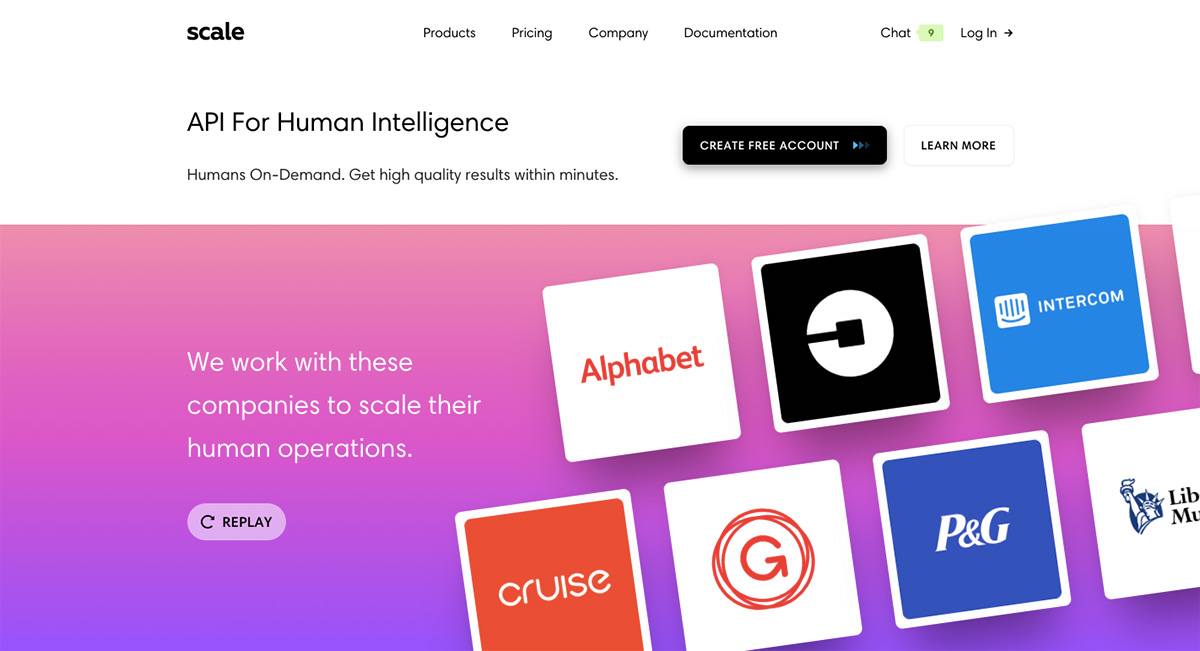 scale
Products
Pricing
Company
Documentation
Chat
9
Log In
API For Human Intelligence
CREATE FREE ACCOUNT
LEARN MORE
Humans On-Demand. Get high quality results within minutes.
We work with these
companies to scale their
human operations.
REPLAY
Alphabet
INTERCOM
cruise
G
P&G
Lib
Mu